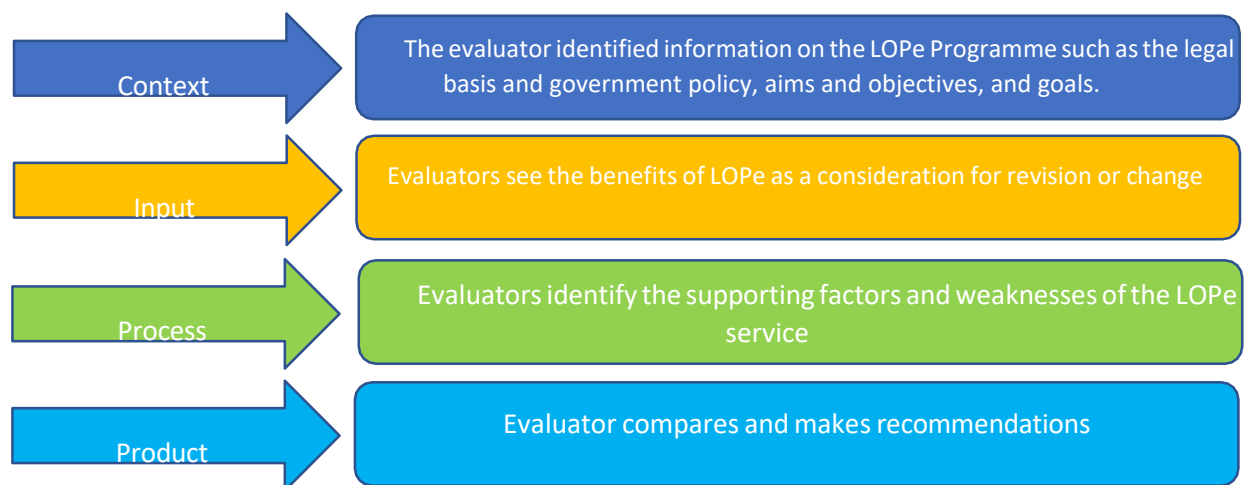 Context
The evaluator identified information on the LOPe Programme such as the legal
basis and government policy, aims and objectives, and goals.
Input
Evaluators see the benefits of LOPe as a consideration for revision or change
Process
Evaluators identify the supporting factors and weaknesses of the LOPe
service
Product
Evaluator compares and makes recommendations